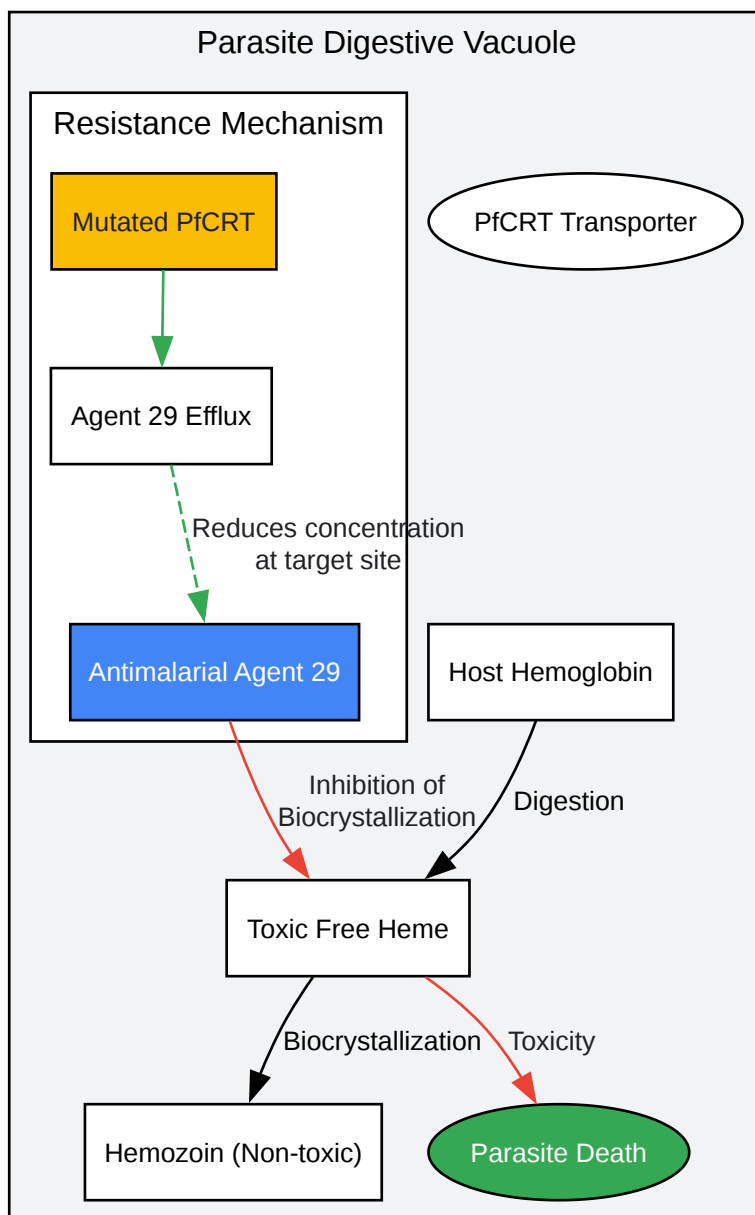 Parasite Digestive Vacuole
Resistance Mechanism
Mutated PfCRT
PfCRT Transporter
Agent 29 Efflux
Reduces concentration
at target site
Antimalarial Agent 29
Host Hemoglobin
Inhibition of
Biocrystallization
Digestion
Toxic Free Heme
Biocrystallization
Toxicity
Hemozoin (Non-toxic)
Parasite Death